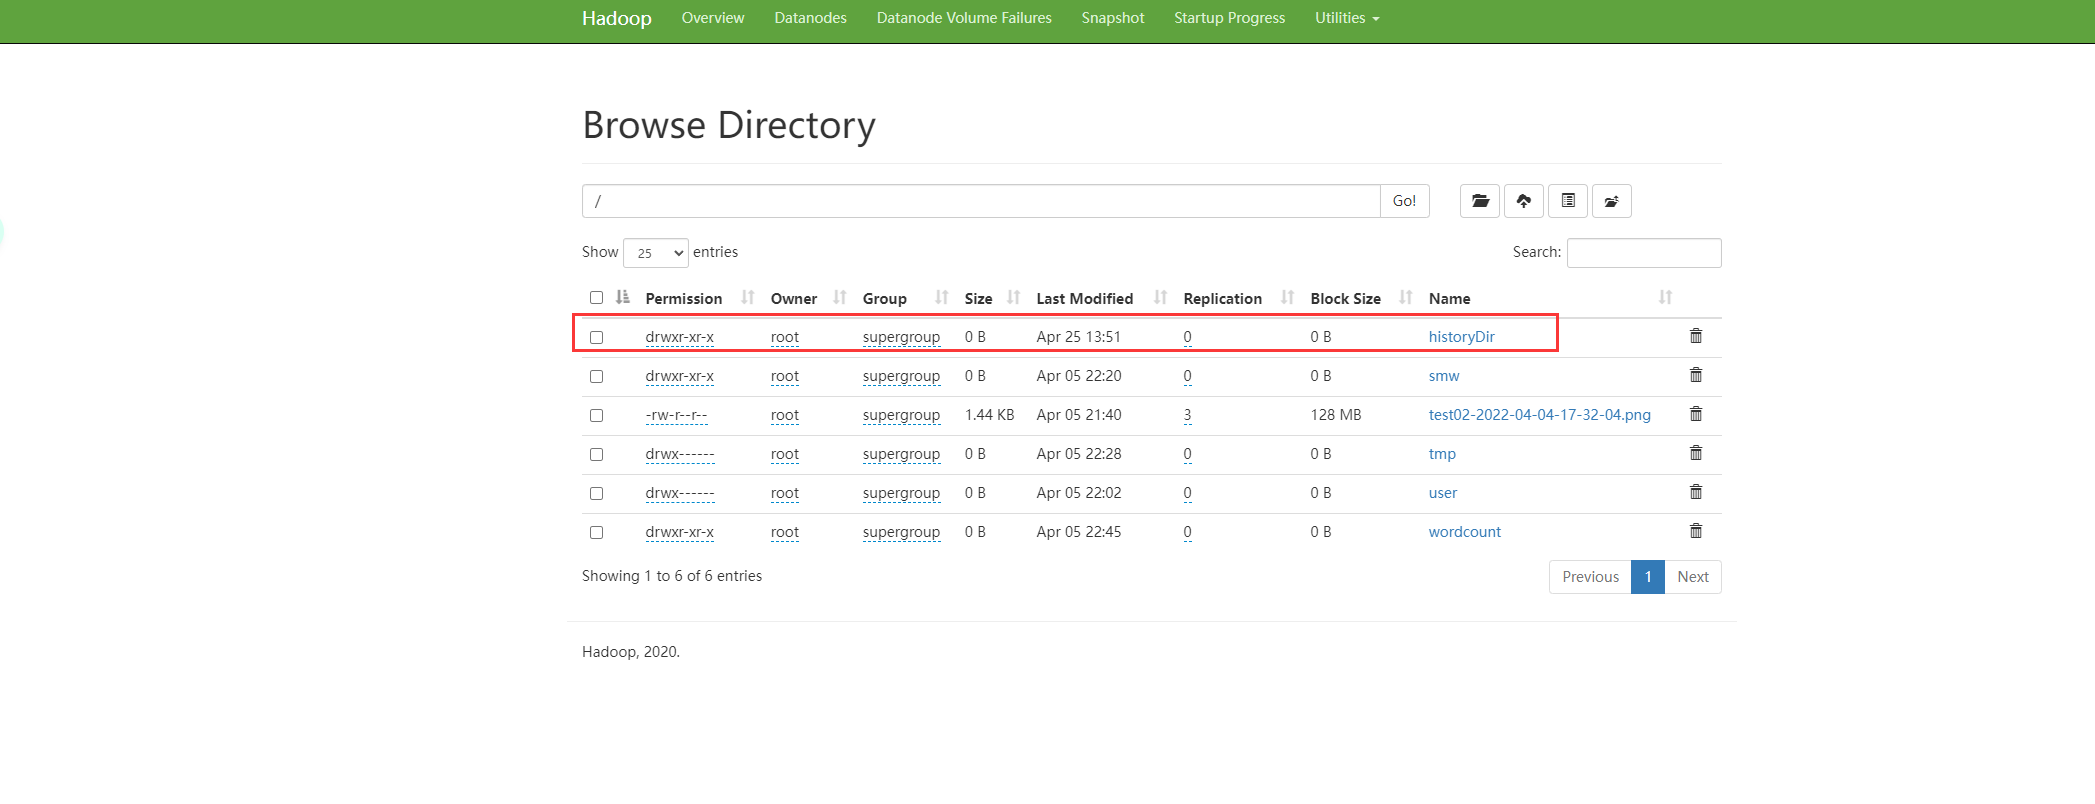 Hadoop Overview Datanodes Datanode Volume Failures Snapshot Startup Progress Utilities
Browse Directory
/ Go!
Show 25 entries Search:
Permission Owner Group Size Last Modified Replication Block Size Name
drwxr-xr-x root supergroup 0 B Apr 25 13:51 0 0 B historyDir
drwxr-xr-x root supergroup 0 B Apr 05 22:20 0 0 B smw
-rw-r--r-- root supergroup 1.44 KB Apr 05 21:40 3 128 MB test02-2022-04-04-17-32-04.png
drwx------ root supergroup 0 B Apr 05 22:28 0 0 B tmp
drwx------ root supergroup 0 B Apr 05 22:02 0 0 B user
drwxr-xr-x root supergroup 0 B Apr 05 22:45 0 0 B wordcount
Showing 1 to 6 of 6 entries Previous 1 Next
Hadoop, 2020.